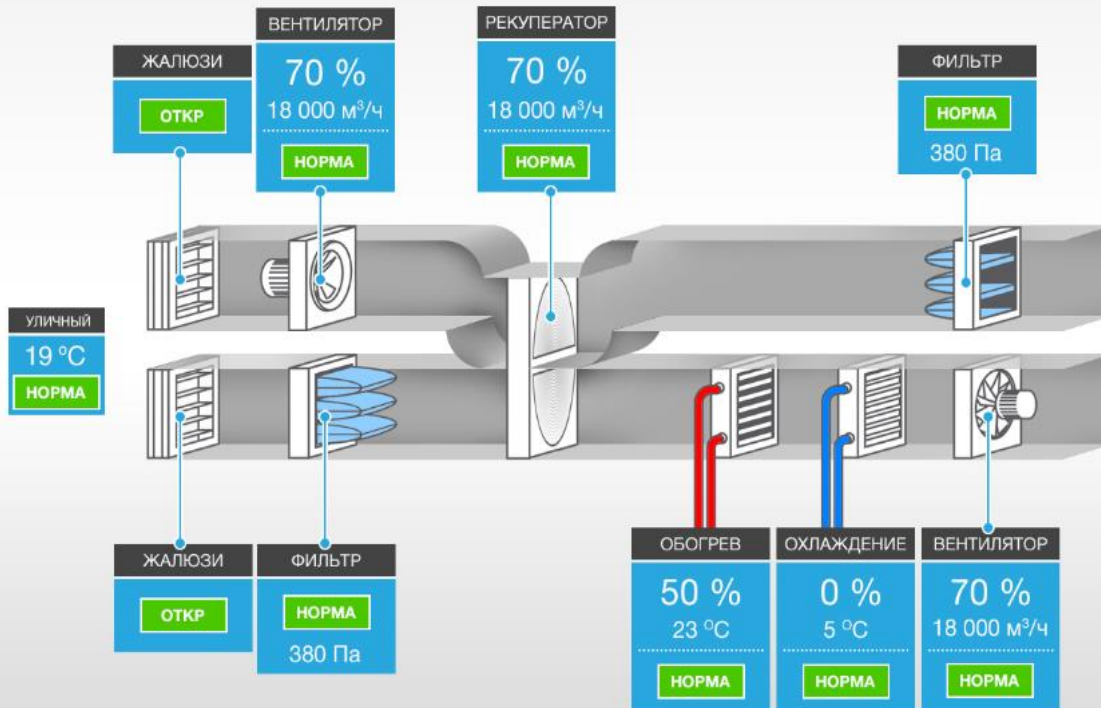 ВЕНТИЛЯТОР
70 %
18 000 м³/ч
НОРМА
РЕКУПЕРАТОР
70 %
18 000 м³/ч
НОРМА
ЖАЛЮЗИ
ОТКР
ФИЛЬТР
НОРМА
380 Па
УЛИЧНЫЙ
19 °C
НОРМА
ЖАЛЮЗИ
ОТКР
ФИЛЬТР
НОРМА
380 Па
ОБОГРЕВ
50 %
23 °C
НОРМА
ОХЛАЖДЕНИЕ
0 %
5 °C
НОРМА
ВЕНТИЛЯТОР
70 %
18 000 м³/ч
НОРМА